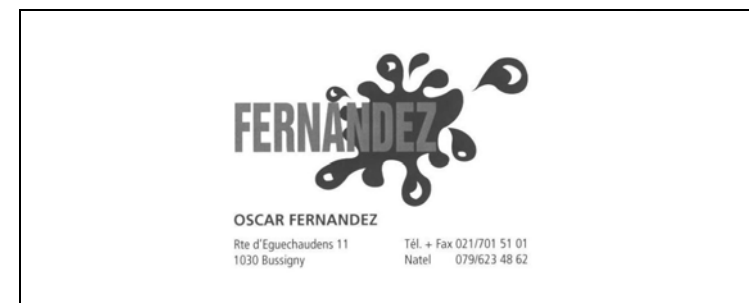 FERNANDEZ
OSCAR FERNANDEZ
Rte d'Eguechaudens 11
1030 Bussigny
Tél. + Fax 021/701 51 01
Natel 079/623 48 62